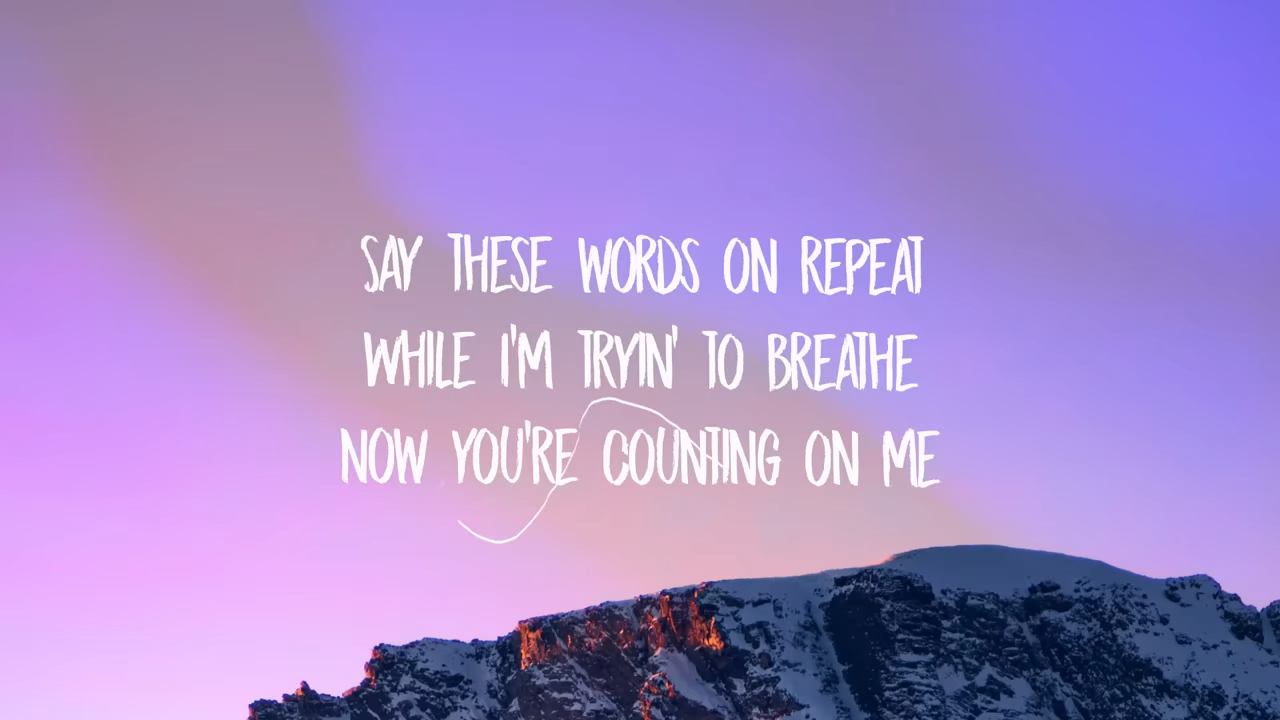 SAY THESE WORDS ON REPEAT
WHILE I'M TRYIN' TO BREATHE
NOW YOU'RE COUNTING ON ME